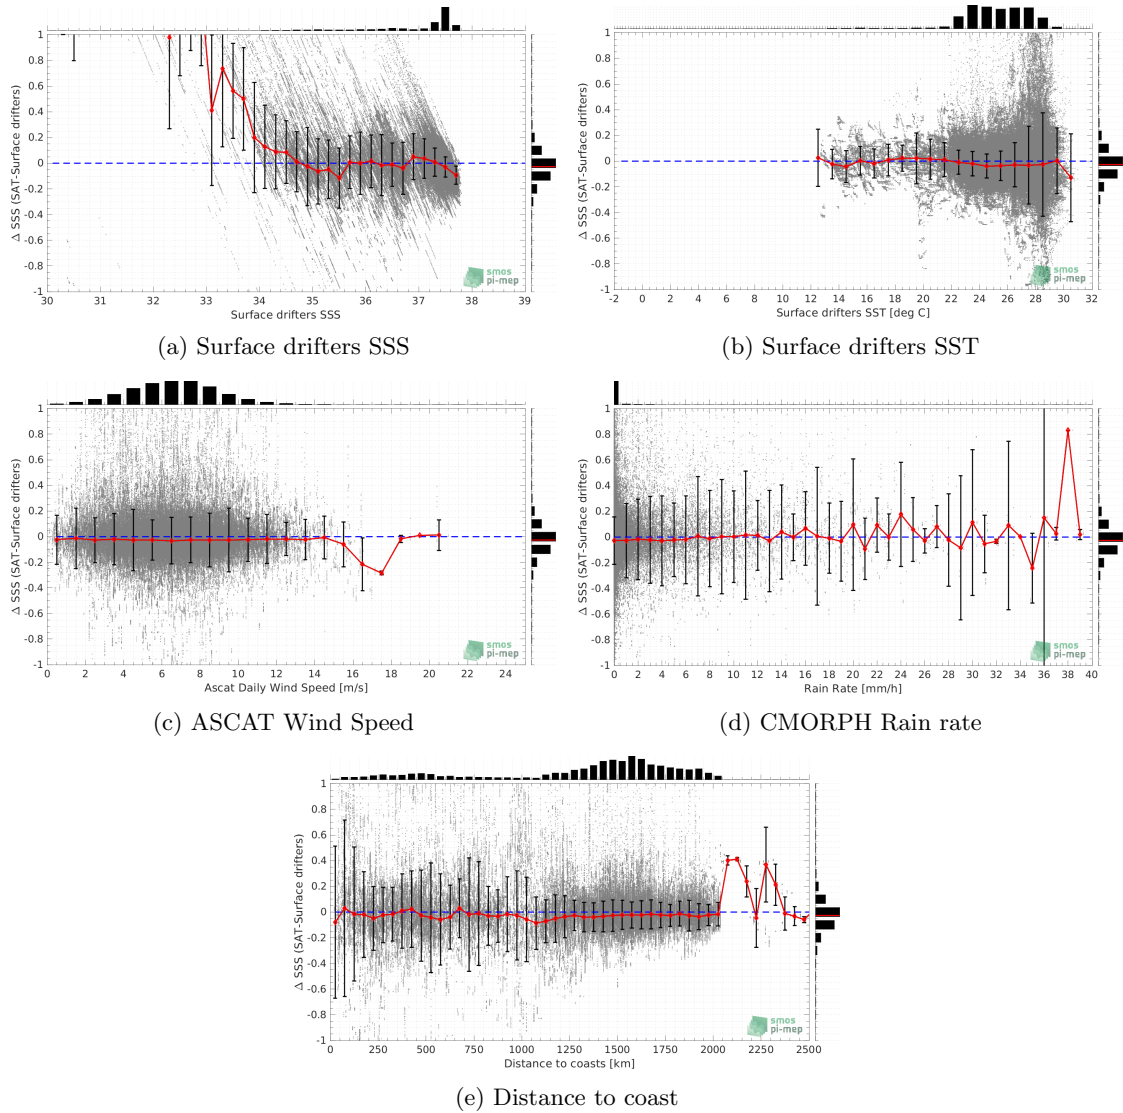 Δ SSS (SAT-Surface drifters)
1
0.8
0.6
0.4
0.2
0
-0.2
-0.4
-0.6
-0.8
-1
30 31 32 33 34 35 36 37 38 39
Surface drifters SSS
smos
pi-mep
(a) Surface drifters SSS
Δ SSS (SAT-Surface drifters)
1
0.8
0.6
0.4
0.2
0
-0.2
-0.4
-0.6
-0.8
-1
-2 0 2 4 6 8 10 12 14 16 18 20 22 24 26 28 30 32
Surface drifters SST [deg C]
smos
pi-mep
(b) Surface drifters SST
Δ SSS (SAT-Surface drifters)
1
0.8
0.6
0.4
0.2
0
-0.2
-0.4
-0.6
-0.8
-1
0 2 4 6 8 10 12 14 16 18 20 22 24
Ascat Daily Wind Speed [m/s]
smos
pi-mep
(c) ASCAT Wind Speed
Δ SSS (SAT-Surface drifters)
1
0.8
0.6
0.4
0.2
0
-0.2
-0.4
-0.6
-0.8
-1
0 2 4 6 8 10 12 14 16 18 20 22 24 26 28 30 32 34 36 38 40
Rain Rate [mm/h]
smos
pi-mep
(d) CMORPH Rain rate
Δ SSS (SAT-Surface drifters)
1
0.8
0.6
0.4
0.2
0
-0.2
-0.4
-0.6
-0.8
-1
0 250 500 750 1000 1250 1500 1750 2000 2250 2500
Distance to coasts [km]
smos
pi-mep
(e) Distance to coast